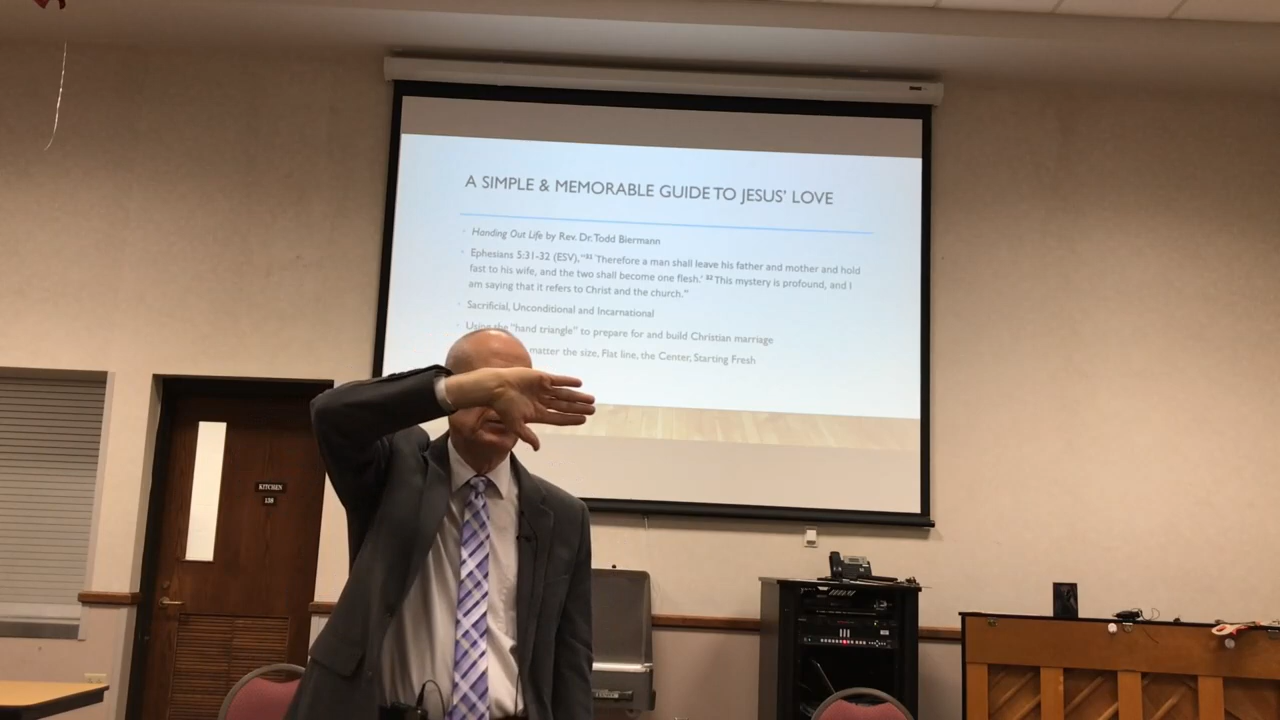 A SIMPLE & MEMORABLE GUIDE TO JESUS' LOVE
• Handing Out Life by Rev. Dr. Todd Biermann
• Ephesians 5:31-32 (ESV), "³¹ 'Therefore a man shall leave his father and mother and hold
fast to his wife, and the two shall become one flesh.' ³² This mystery is profound, and I
am saying that it refers to Christ and the church."
• Sacrificial, Unconditional and Incarnational
• Using the "hand triangle" to prepare for and build Christian marriage
matter the size, Flat line, the Center, Starting Fresh
KITCHEN
138